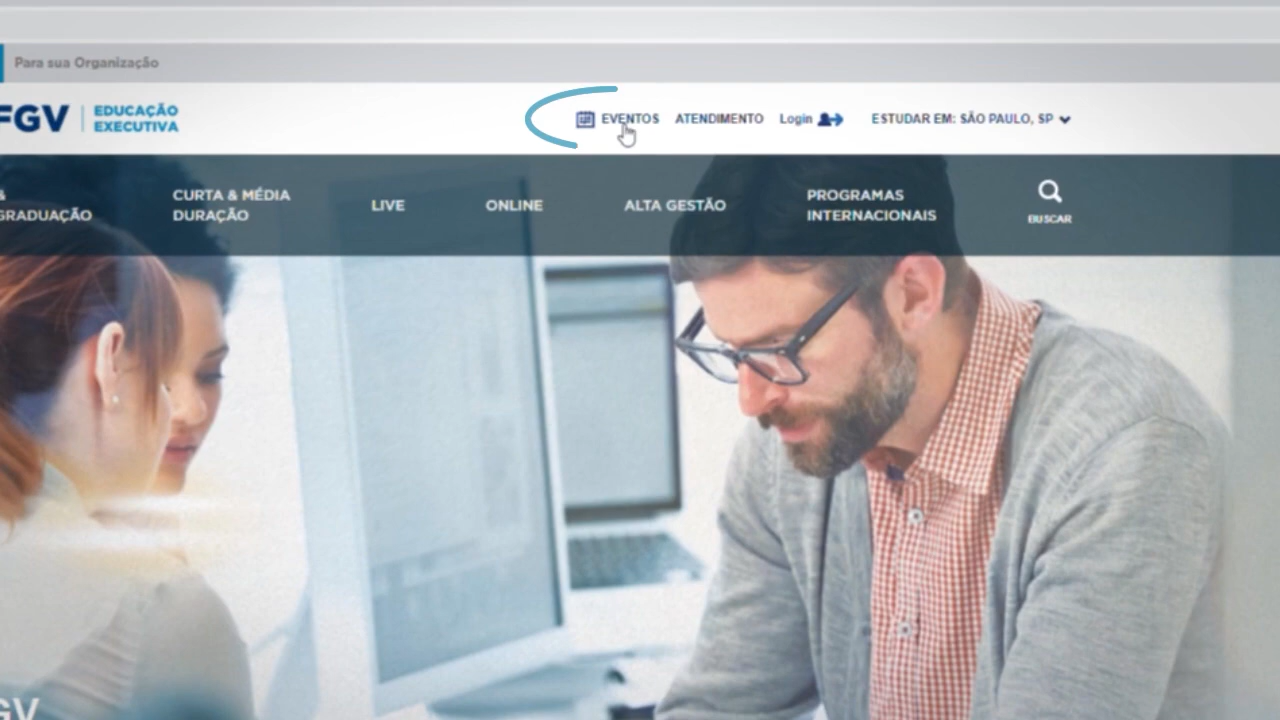 Para sua Organização
FGV
EDUCAÇÃO
EXECUTIVA
EVENTOS ATENDIMENTO Login ESTUDAR EM: SÃO PAULO, SP
&
GRADUAÇÃO
CURTA & MÉDIA
DURAÇÃO
LIVE
ONLINE
ALTA GESTÃO
PROGRAMAS
INTERNACIONAIS
BUSCAR
GV